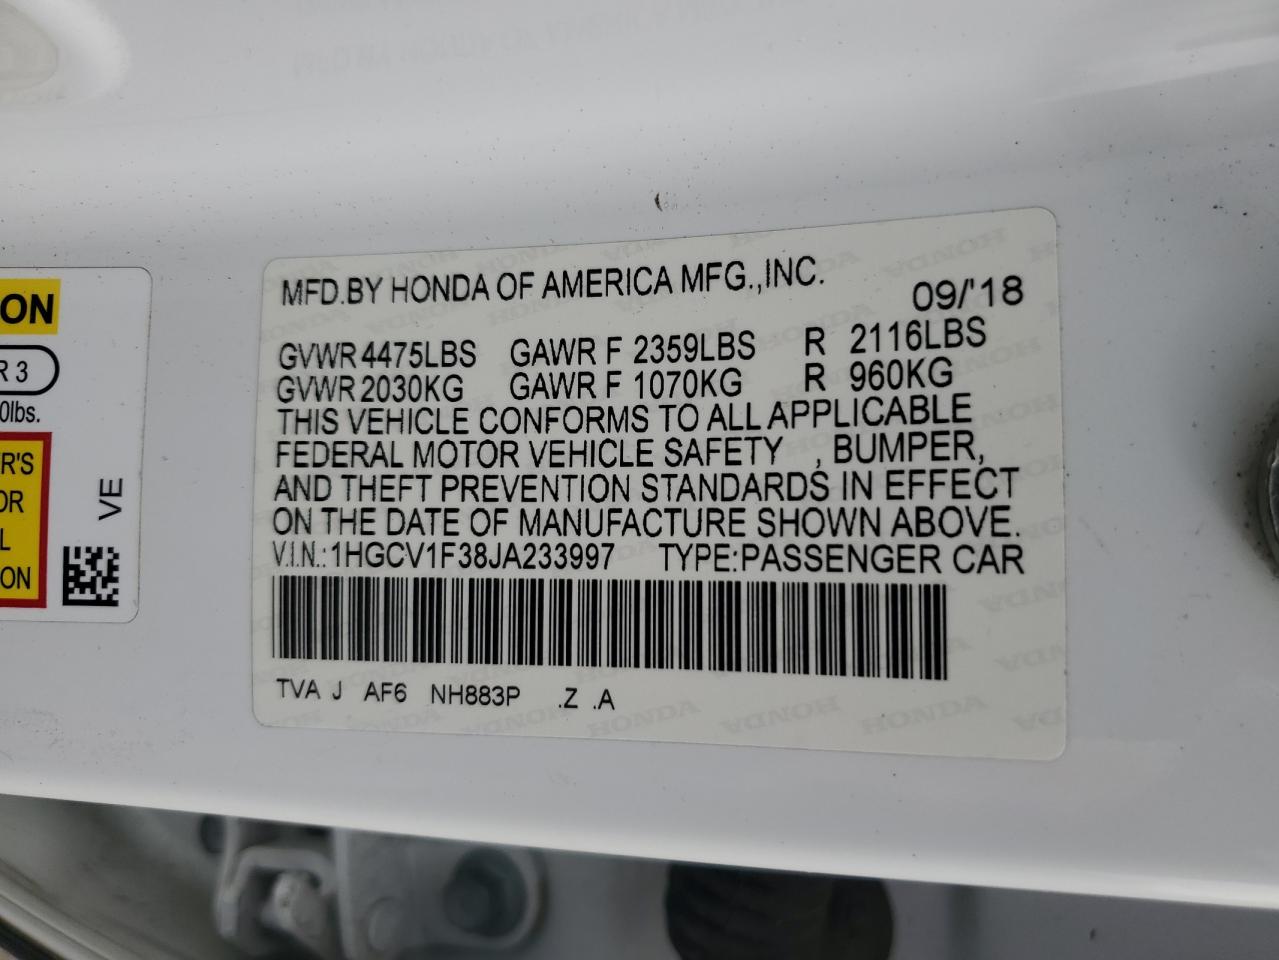 MFD.BY HONDA OF AMERICA MFG.,INC.
09/'18
GVWR 4475LBS GAWR F 2359LBS R 2116LBS
GVWR 2030KG GAWR F 1070KG R 960KG
THIS VEHICLE CONFORMS TO ALL APPLICABLE
FEDERAL MOTOR VEHICLE SAFETY , BUMPER,
AND THEFT PREVENTION STANDARDS IN EFFECT
ON THE DATE OF MANUFACTURE SHOWN ABOVE.
V.I.N.:1HGCV1F38JA233997 TYPE:PASSENGER CAR
TVA J AF6 NH883P .Z .A
ON
R 3
0lbs.
R'S
OR
L
ON
VE